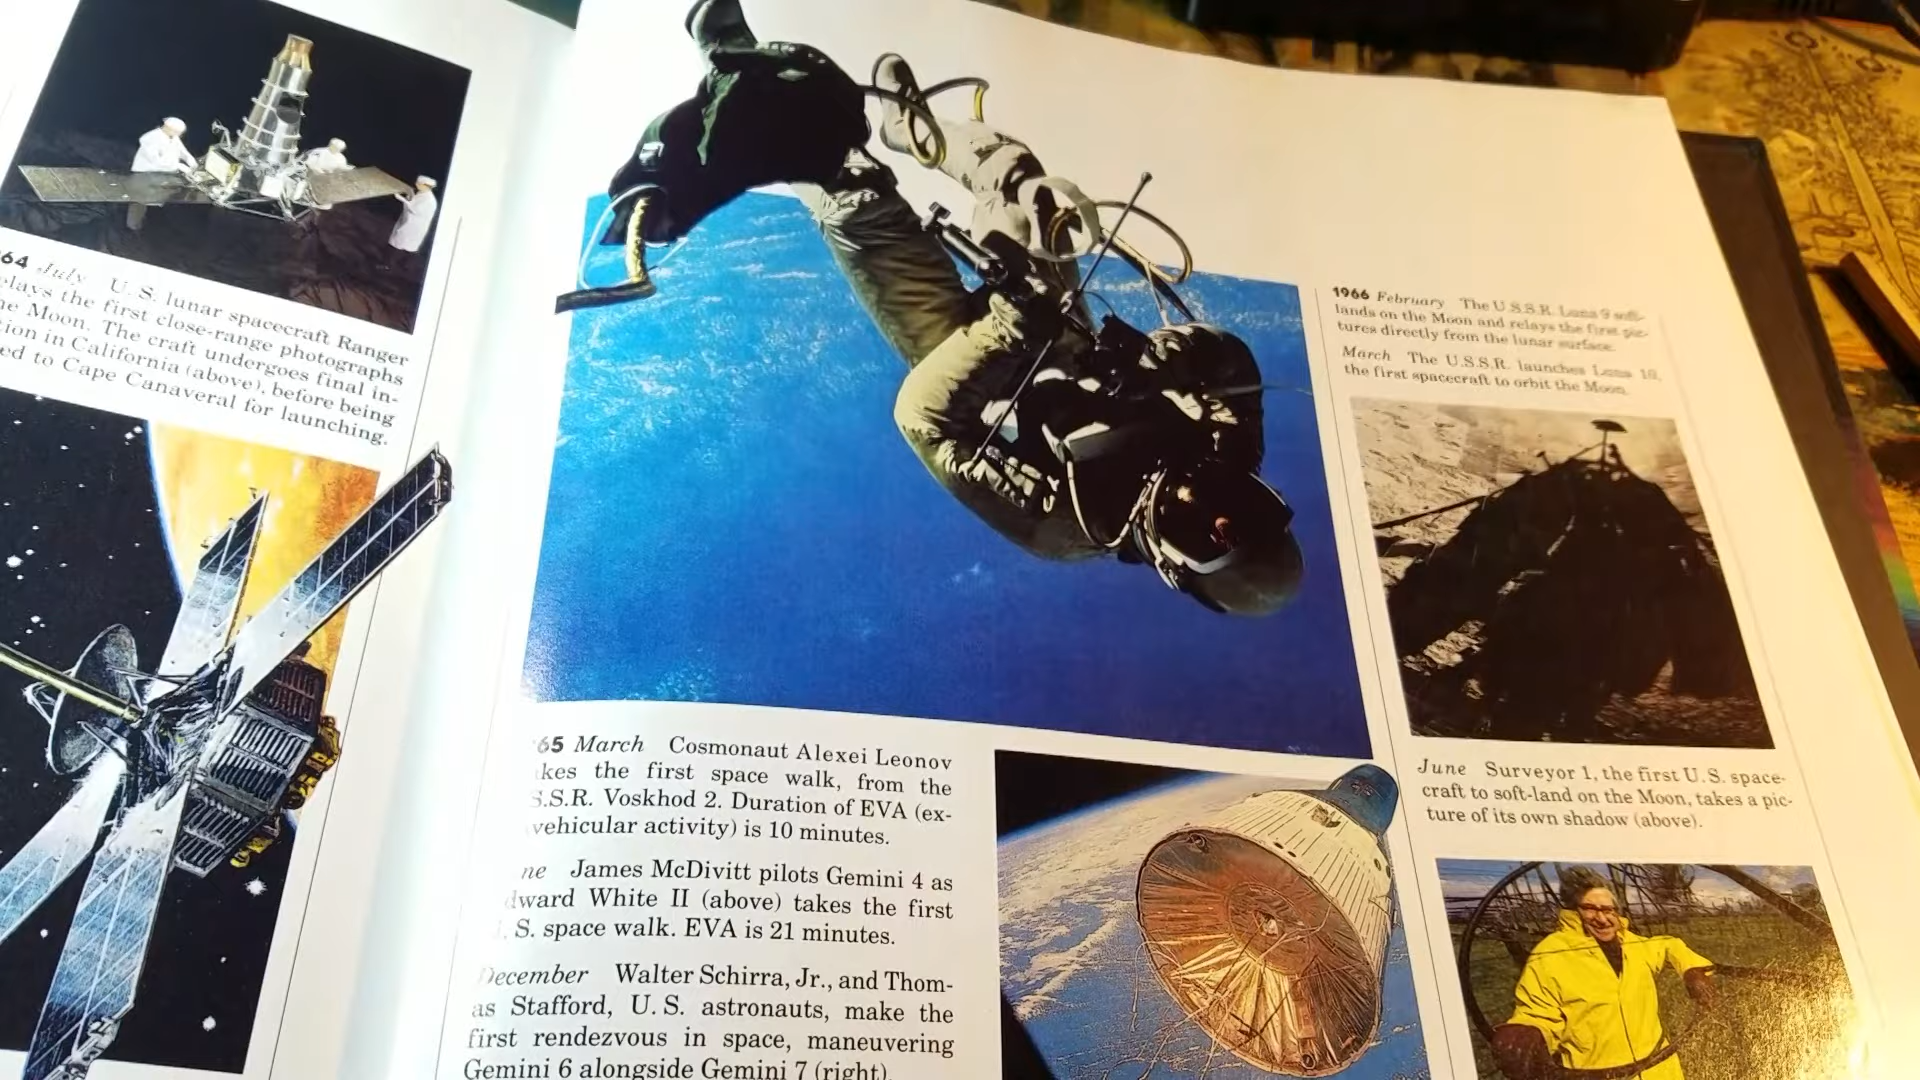 64 July U. S. lunar spacecraft Ranger
elays the first close-range photographs
he Moon. The craft undergoes final in-
tion in California (above), before being
ed to Cape Canaveral for launching.
65 March Cosmonaut Alexei Leonov
kes the first space walk, from the
S.S.R. Voskhod 2. Duration of EVA (ex-
vehicular activity) is 10 minutes.
ne James McDivitt pilots Gemini 4 as
dward White II (above) takes the first
. S. space walk. EVA is 21 minutes.
December Walter Schirra, Jr., and Thom-
as Stafford, U. S. astronauts, make the
first rendezvous in space, maneuvering
Gemini 6 alongside Gemini 7 (right).
1966 February The U.S.S.R. Luna 9 soft-
lands on the Moon and relays the first pic-
tures directly from the lunar surface.
March The U.S.S.R. launches Luna 10,
the first spacecraft to orbit the Moon.
June Surveyor 1, the first U.S. space-
craft to soft-land on the Moon, takes a pic-
ture of its own shadow (above).